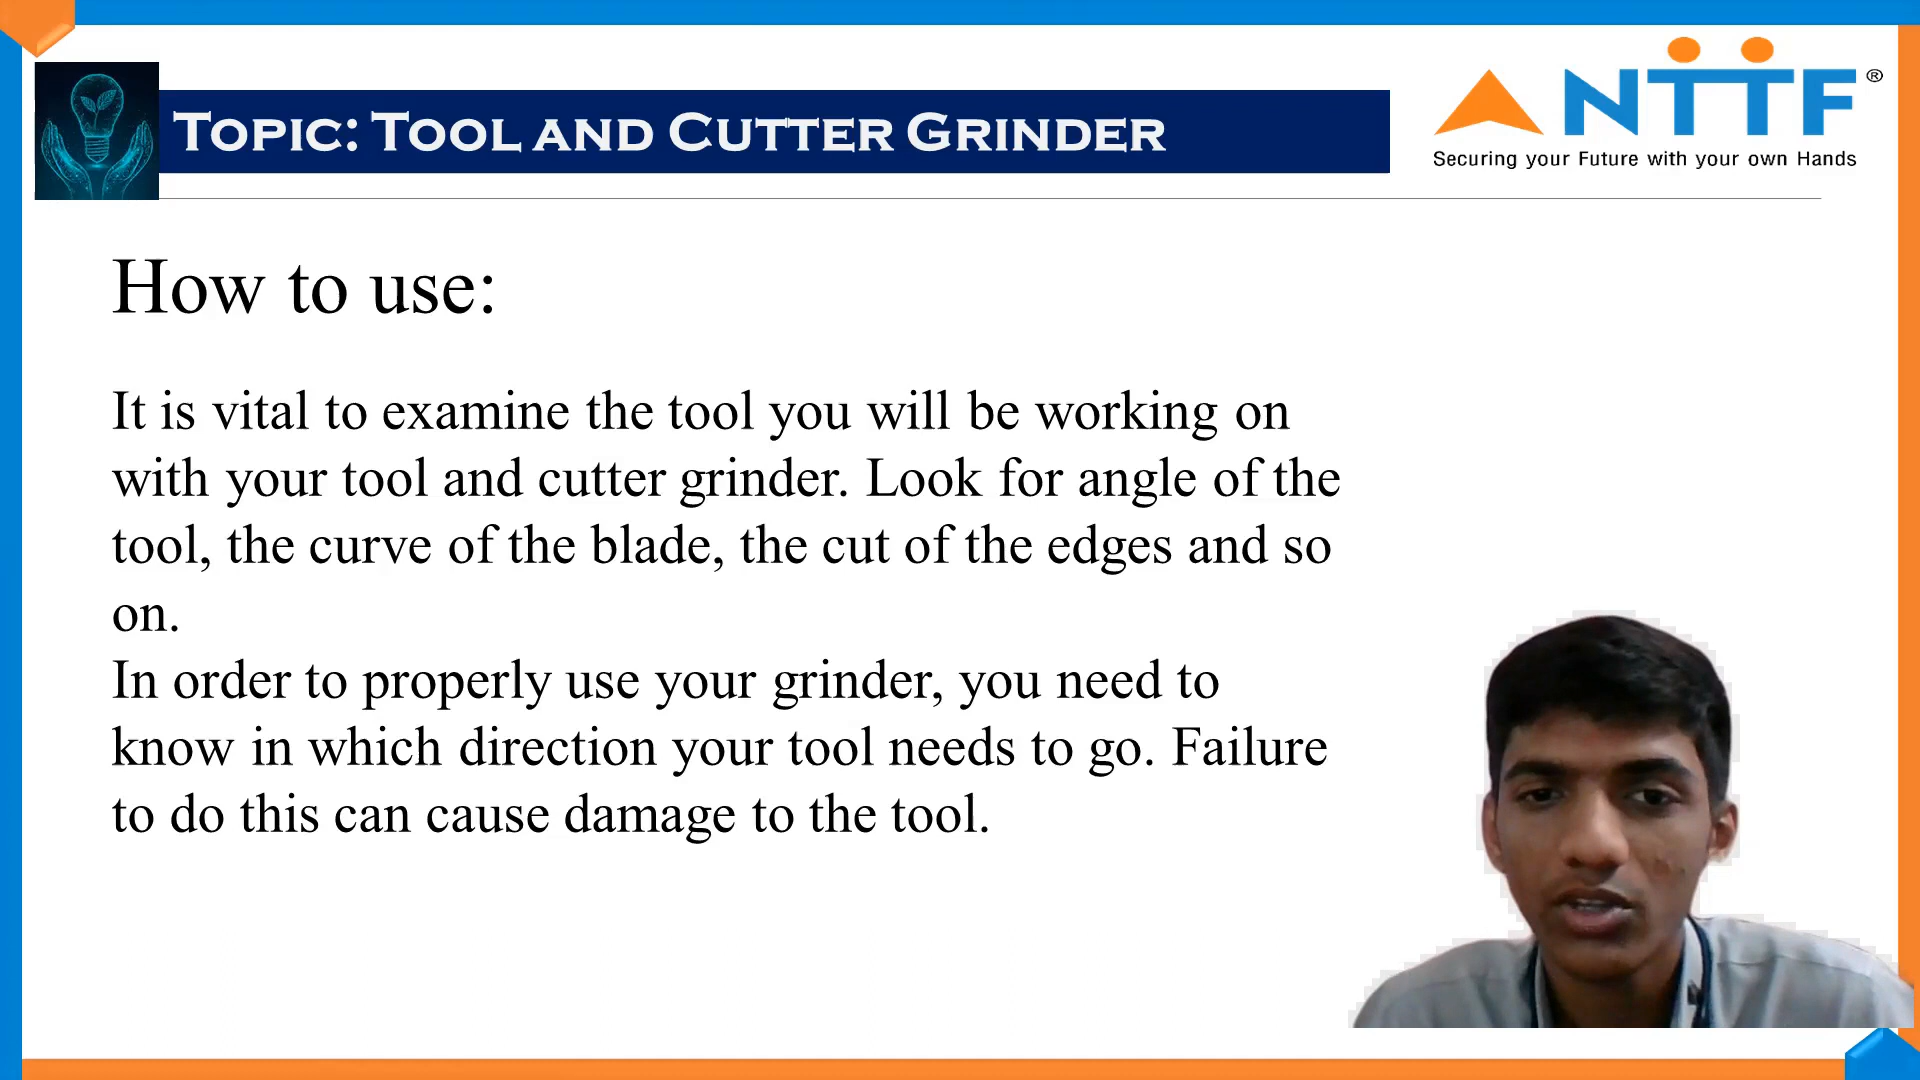 TOPIC: TOOL AND CUTTER GRINDER
NTTF®
Securing your Future with your own Hands
How to use:
It is vital to examine the tool you will be working on
with your tool and cutter grinder. Look for angle of the
tool, the curve of the blade, the cut of the edges and so
on.
In order to properly use your grinder, you need to
know in which direction your tool needs to go. Failure
to do this can cause damage to the tool.